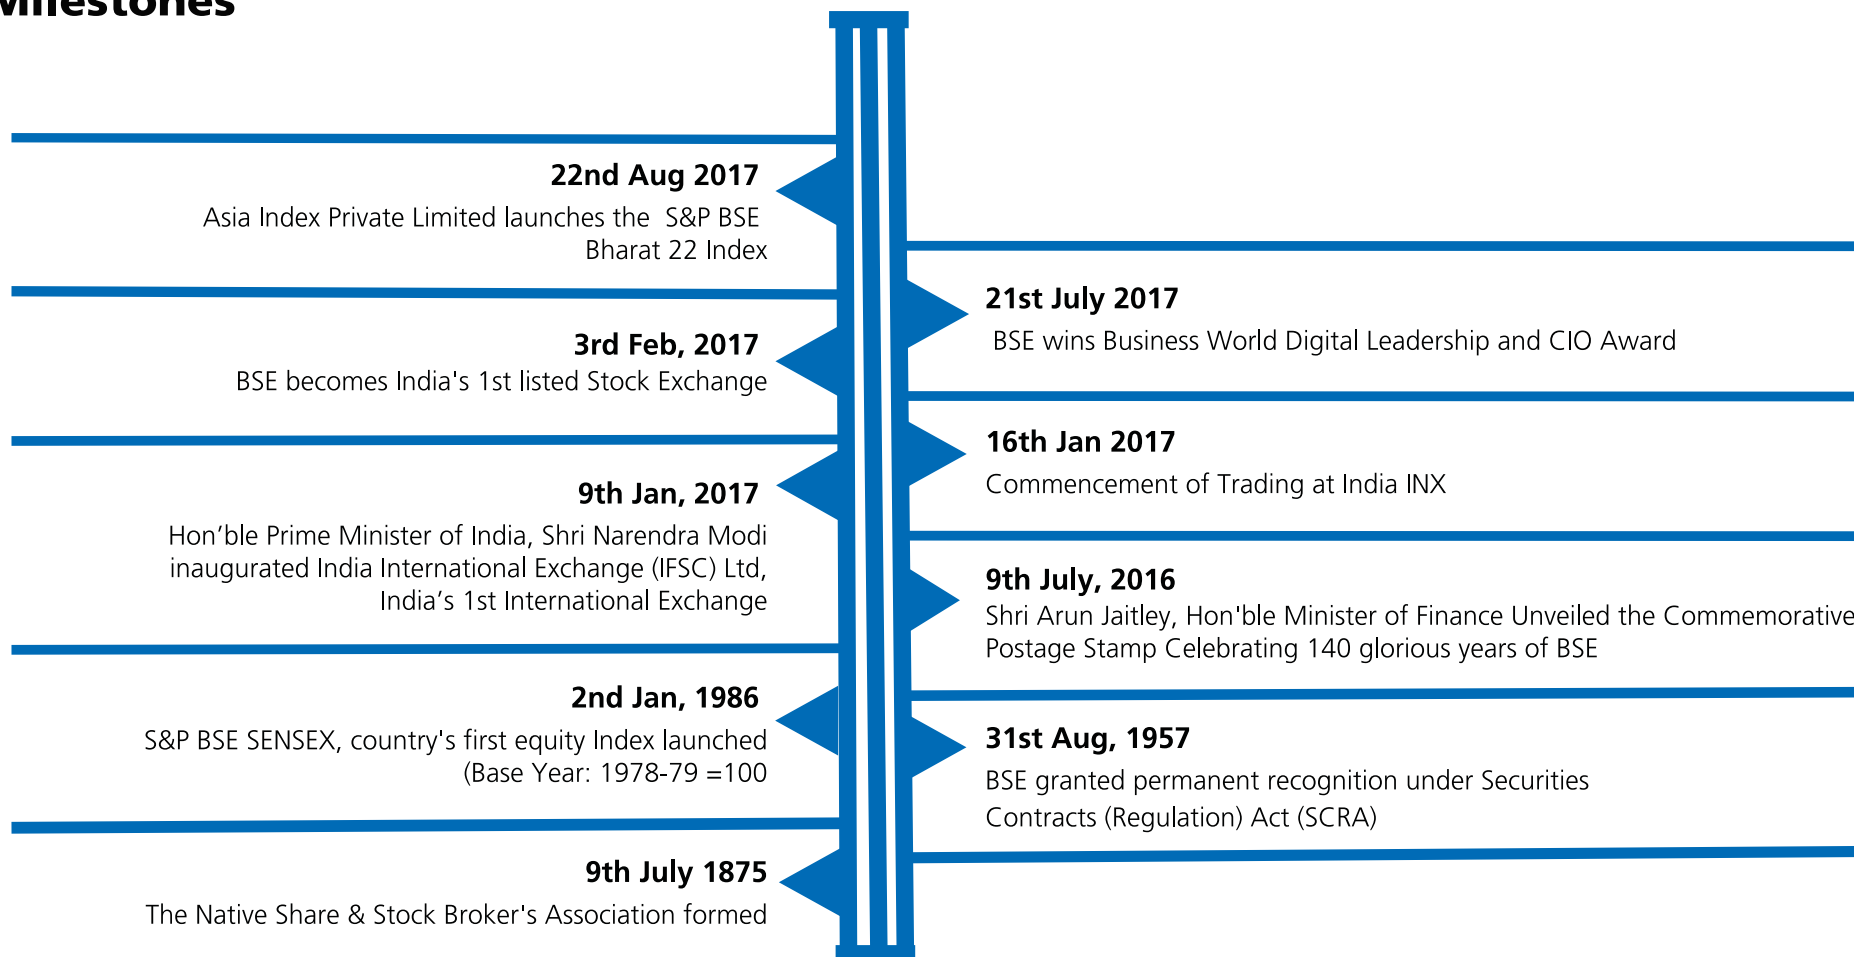 Milestones
22nd Aug 2017
Asia Index Private Limited launches the S&P BSE
Bharat 22 Index
21st July 2017
BSE wins Business World Digital Leadership and CIO Award
3rd Feb, 2017
BSE becomes India's 1st listed Stock Exchange
16th Jan 2017
Commencement of Trading at India INX
9th Jan, 2017
Hon’ble Prime Minister of India, Shri Narendra Modi
inaugurated India International Exchange (IFSC) Ltd,
India’s 1st International Exchange
9th July, 2016
Shri Arun Jaitley, Hon'ble Minister of Finance Unveiled the Commemorative
Postage Stamp Celebrating 140 glorious years of BSE
2nd Jan, 1986
S&P BSE SENSEX, country's first equity Index launched
(Base Year: 1978-79 =100
31st Aug, 1957
BSE granted permanent recognition under Securities
Contracts (Regulation) Act (SCRA)
9th July 1875
The Native Share & Stock Broker's Association formed